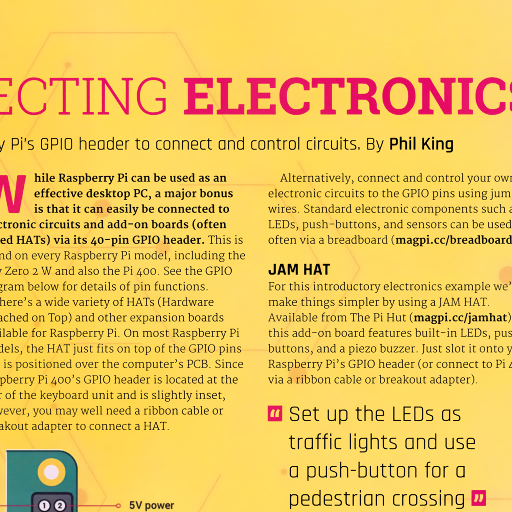 ECTING ELECTRONICS
Pi's GPIO header to connect and control circuits. By Phil King
While Raspberry Pi can be used as an
effective desktop PC, a major bonus
is that it can easily be connected to
ctronic circuits and add-on boards (often
ed HATs) via its 40-pin GPIO header. This is
nd on every Raspberry Pi model, including the
Zero 2 W and also the Pi 400. See the GPIO
gram below for details of pin functions.
here's a wide variety of HATs (Hardware
ached on Top) and other expansion boards
ilable for Raspberry Pi. On most Raspberry Pi
dels, the HAT just fits on top of the GPIO pins
is positioned over the computer's PCB. Since
pberry Pi 400's GPIO header is located at the
r of the keyboard unit and is slightly inset,
wever, you may well need a ribbon cable or
akout adapter to connect a HAT.
5V power
1 2
Alternatively, connect and control your own
electronic circuits to the GPIO pins using jum
wires. Standard electronic components such a
LEDs, push-buttons, and sensors can be used
often via a breadboard (magpi.cc/breadboard
JAM HAT
For this introductory electronics example we'
make things simpler by using a JAM HAT.
Available from The Pi Hut (magpi.cc/jamhat)
this add-on board features built-in LEDs, pus
buttons, and a piezo buzzer. Just slot it onto y
Raspberry Pi's GPIO header (or connect to Pi 4
via a ribbon cable or breakout adapter).
Set up the LEDs as
traffic lights and use
a push-button for a
pedestrian crossing